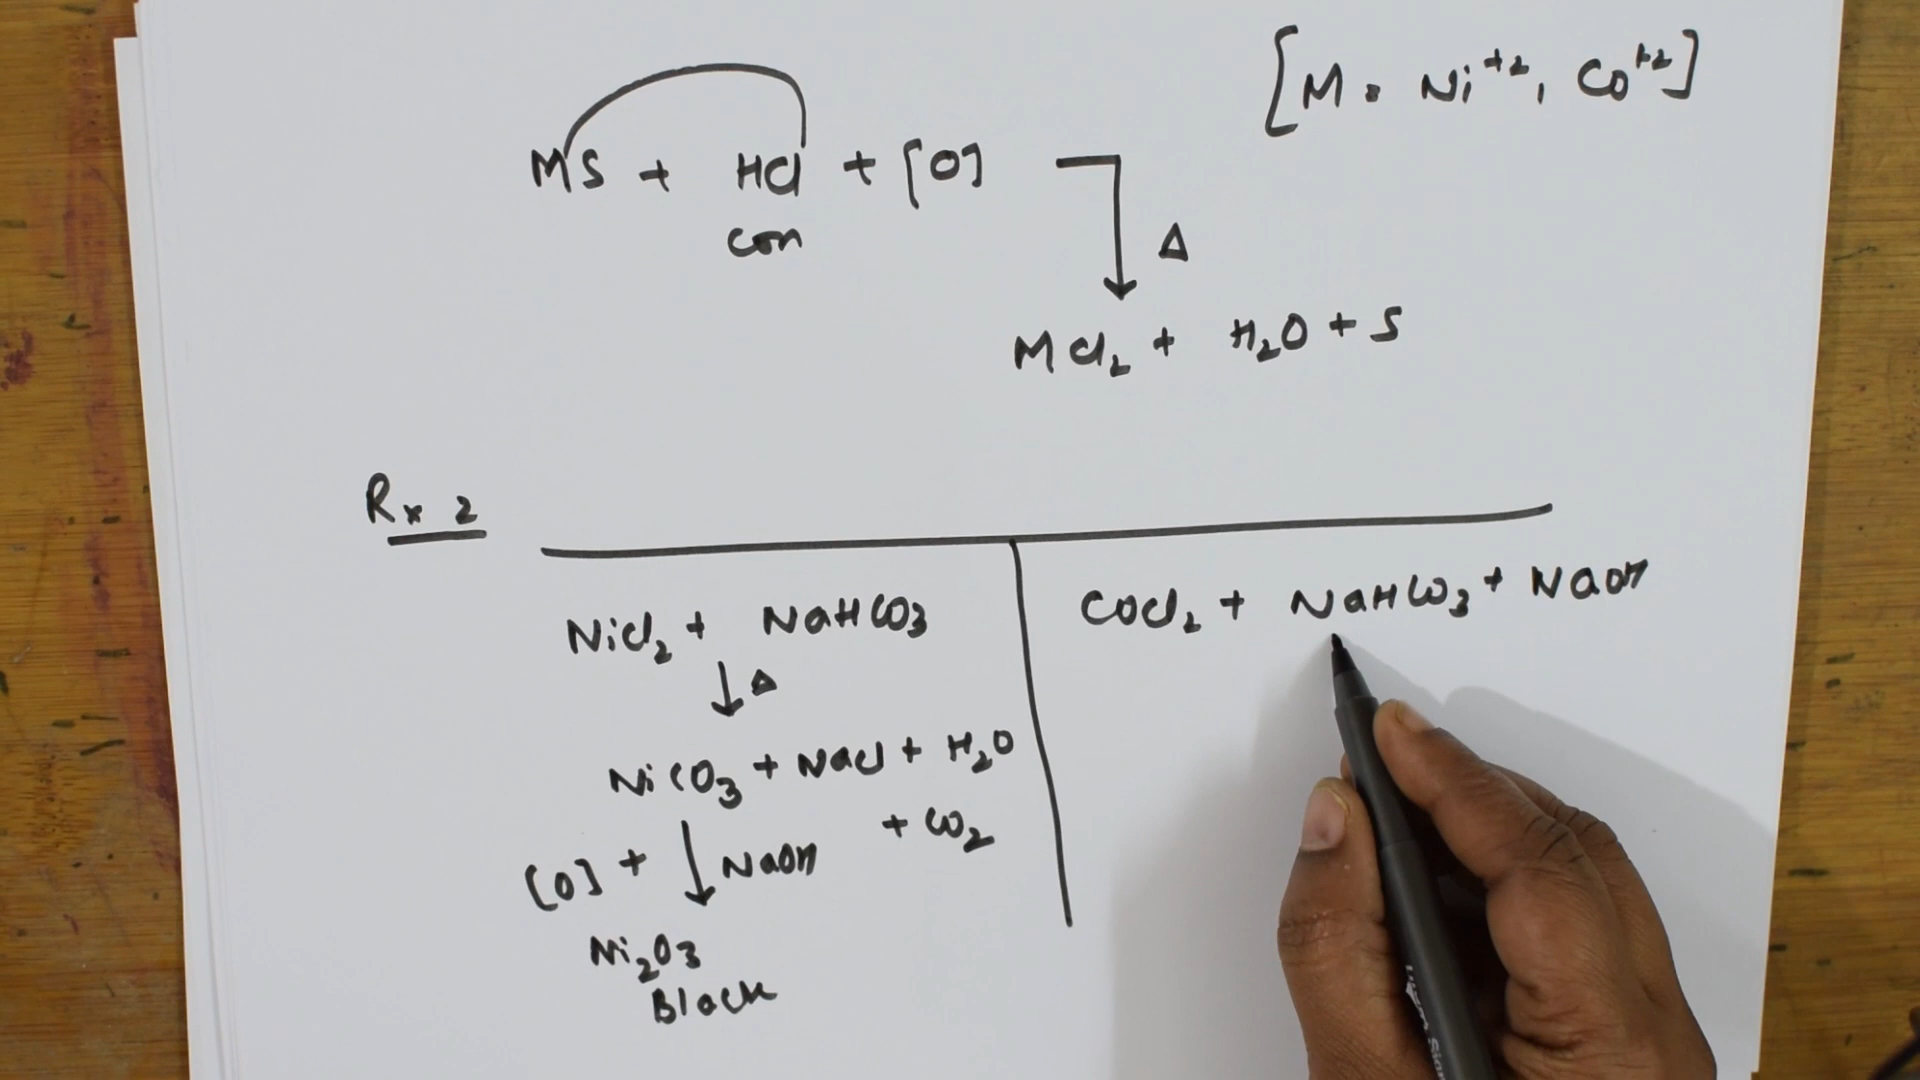 [M = Ni+2, Co+2]
MS + HCl + [O]
con
Δ
MCl2 + H2O + S
Rx 2
NiCl2 + NaHCO3
Δ
NiCO3 + NaCl + H2O
+ CO2
[O] + NaOH
Ni2O3
Black
COCl2 + NaHCO3 + NaOH